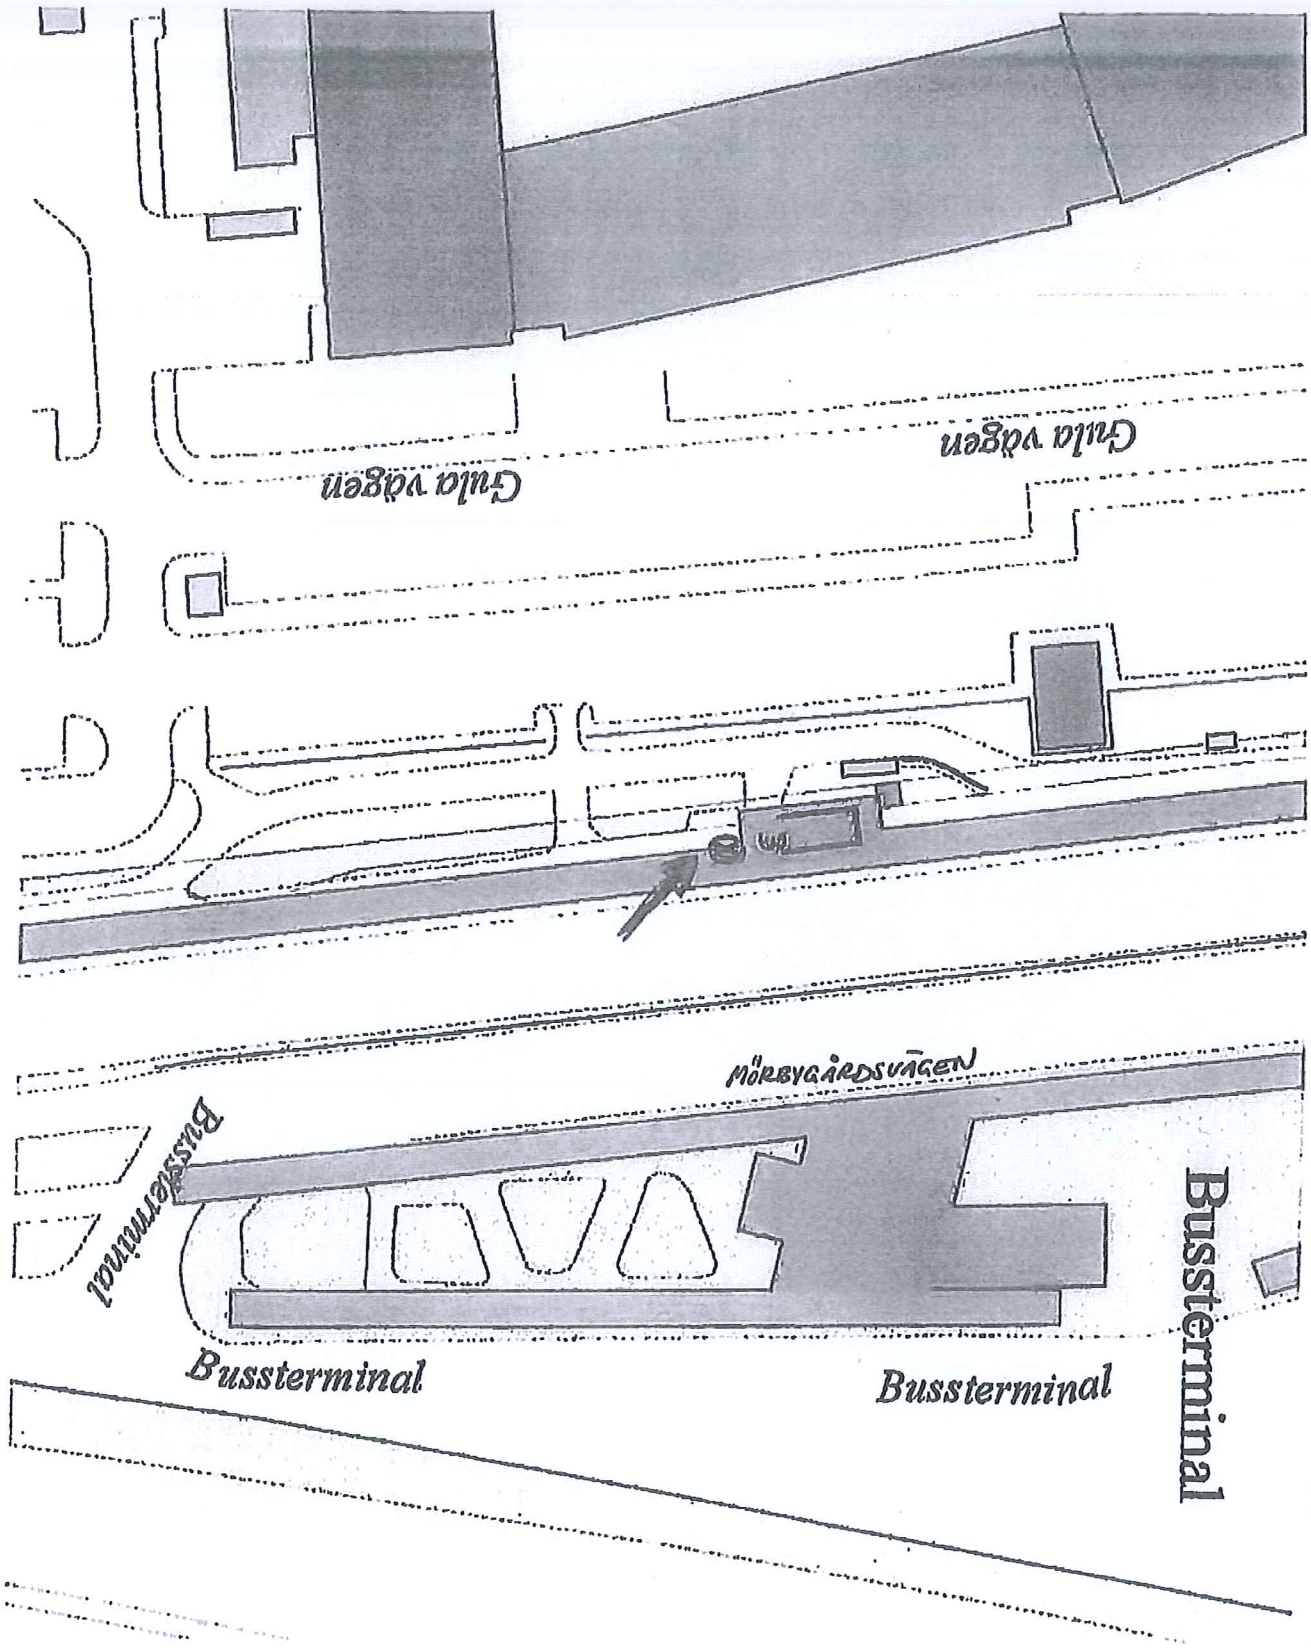 Gula vägen
Gula vägen
MÖRBYGÅRDSVÄGEN
Bussterminal
Bussterminal
Bussterminal
Bussterminal